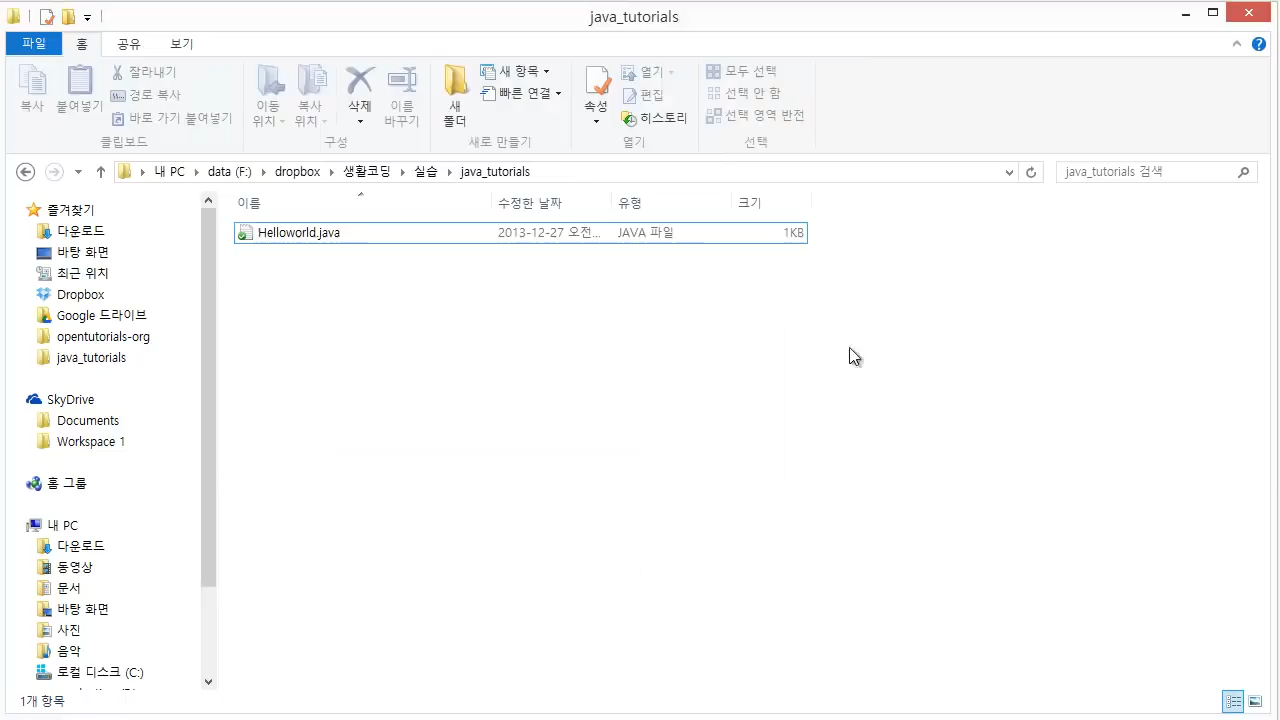 java_tutorials
파일 홈 공유 보기
복사
붙여넣기
잘라내기
경로 복사
바로 가기 붙여넣기
클립보드
이동 위치
복사 위치
삭제
이름 바꾸기
구성
새 폴더
새 항목
빠른 연결
새로 만들기
속성
열기
편집
히스토리
열기
모두 선택
선택 안 함
선택 영역 반전
선택
내 PC data (F:) dropbox 생활코딩 실습 java_tutorials
java_tutorials 검색
이름 수정한 날짜 유형 크기
Helloworld.java 2013-12-27 오전... JAVA 파일 1KB
즐겨찾기
다운로드
바탕 화면
최근 위치
Dropbox
Google 드라이브
opentutorials-org
java_tutorials
SkyDrive
Documents
Workspace 1
홈 그룹
내 PC
다운로드
동영상
문서
바탕 화면
사진
음악
로컬 디스크 (C:)
1개 항목